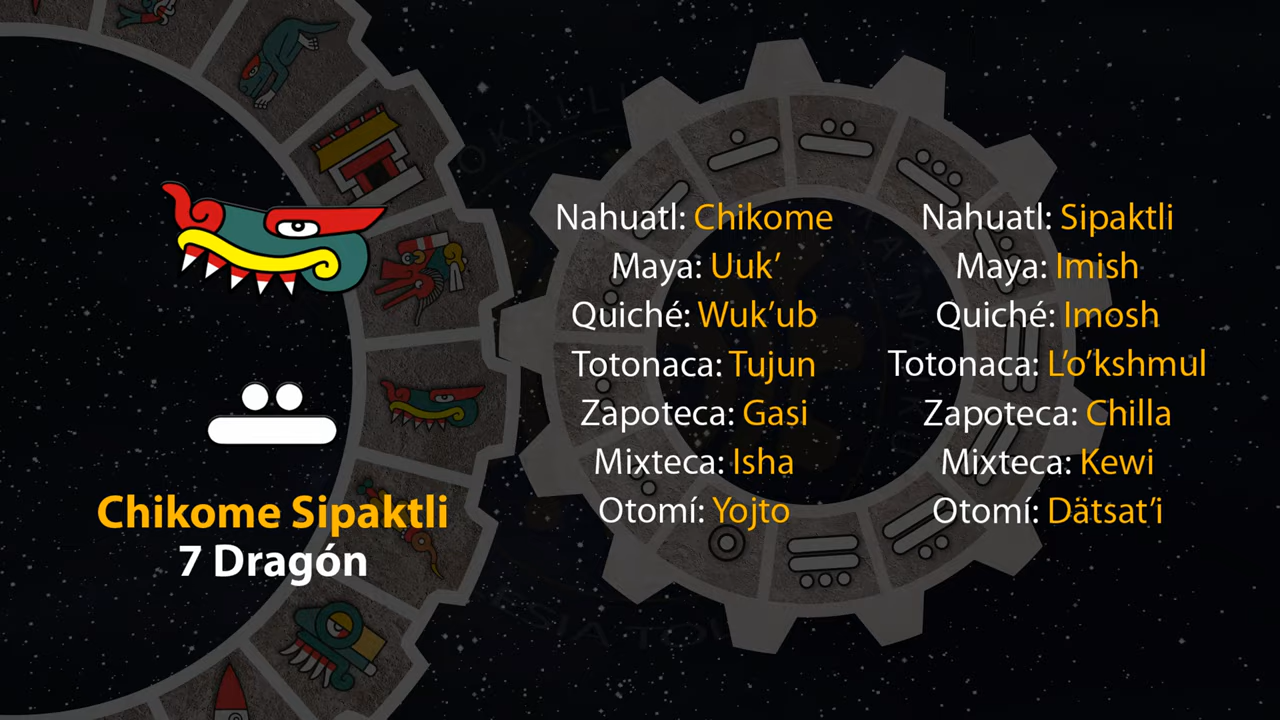 Nahuatl: Chikome
Maya: Uuk’
Quiché: Wuk’ub
Totonaca: Tujun
Zapoteca: Gasi
Mixteca: Isha
Otomí: Yojto
Nahuatl: Sipaktli
Maya: Imish
Quiché: Imosh
Totonaca: L’o’kshmul
Zapoteca: Chilla
Mixteca: Kewi
Otomí: Dätsat’i
Chikome Sipaktli
7 Dragón